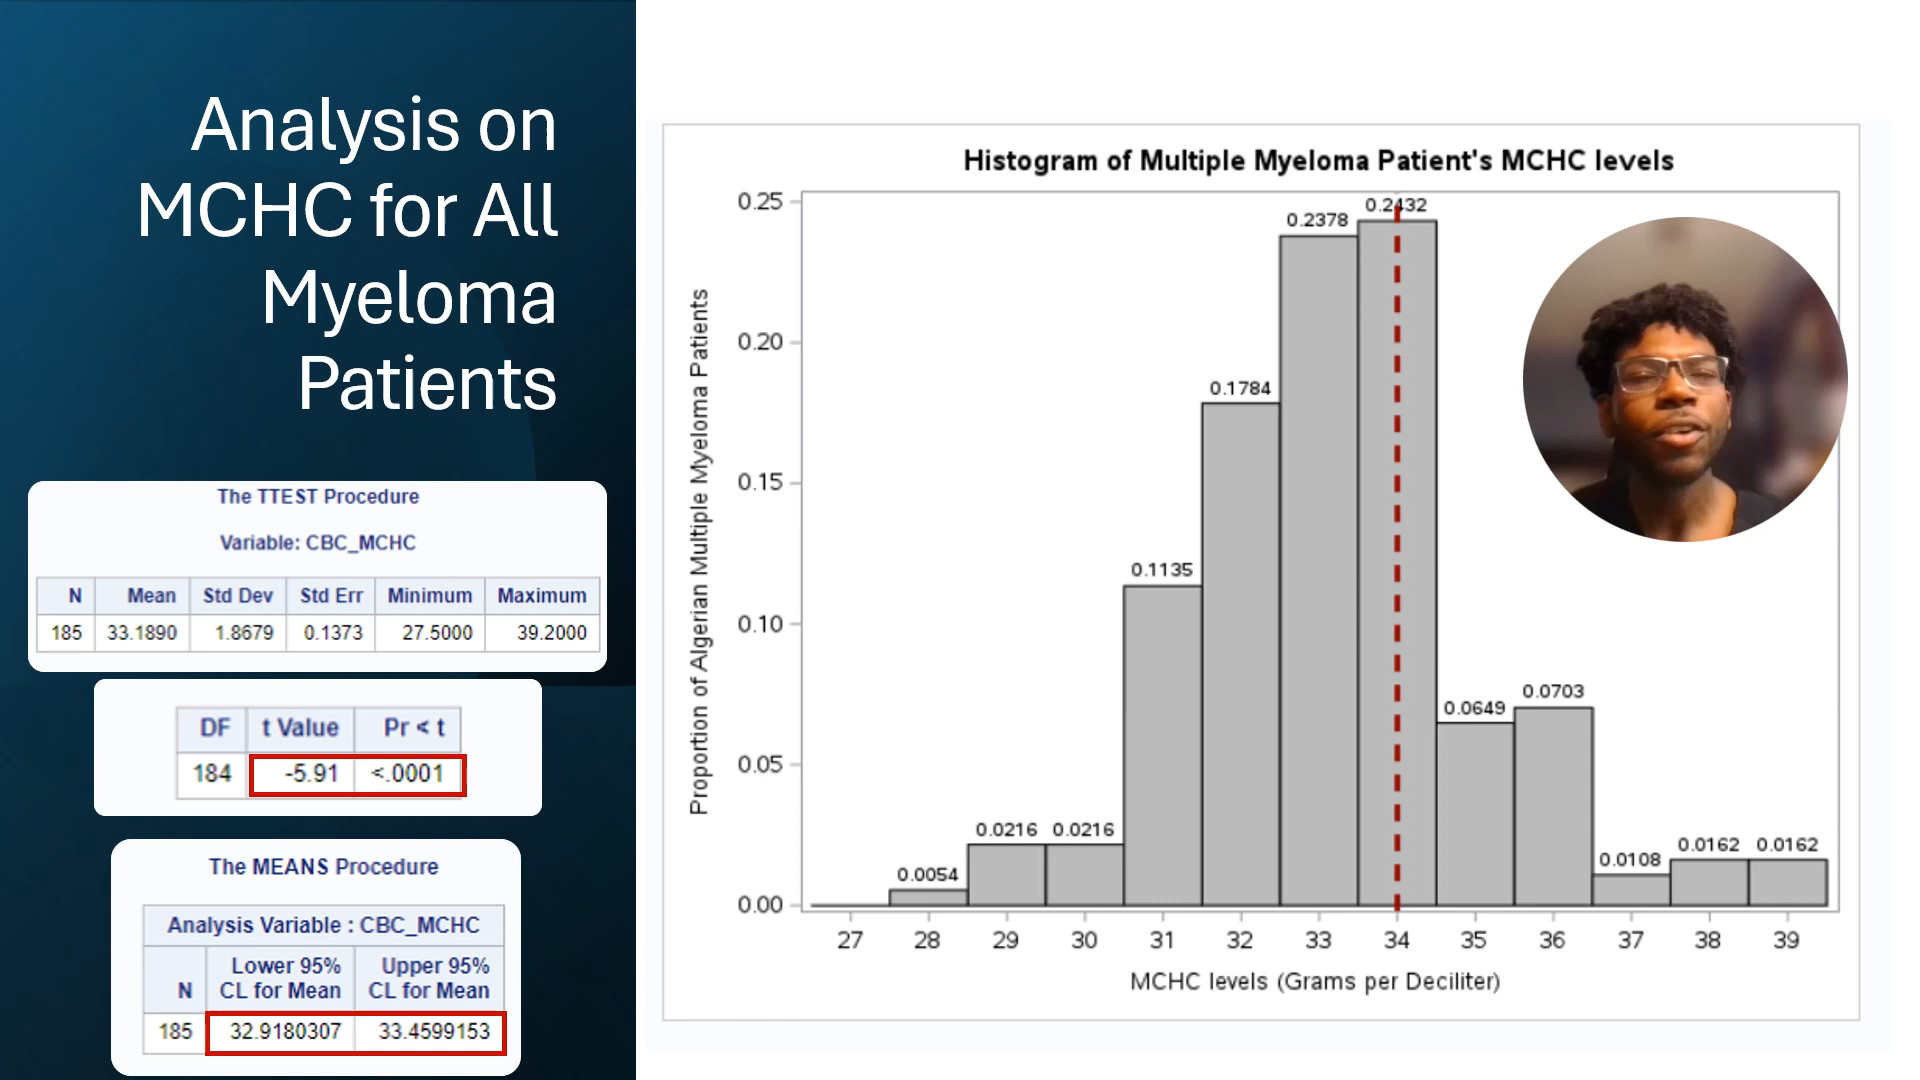 Analysis on
MCHC for All
Myeloma
Patients
The TTEST Procedure
Variable: CBC_MCHC
N Mean Std Dev Std Err Minimum Maximum
185 33.1890 1.8679 0.1373 27.5000 39.2000
DF t Value Pr < t
184 -5.91 <.0001
The MEANS Procedure
Analysis Variable : CBC_MCHC
N Lower 95% CL for Mean Upper 95% CL for Mean
185 32.9180307 33.4599153
Histogram of Multiple Myeloma Patient's MCHC levels
Proportion of Algerian Multiple Myeloma Patients
0.25
0.20
0.15
0.10
0.05
0.00
0.0054 0.0216 0.0216 0.1135 0.1784 0.2378 0.2432 0.0649 0.0703 0.0108 0.0162 0.0162
27 28 29 30 31 32 33 34 35 36 37 38 39
MCHC levels (Grams per Deciliter)